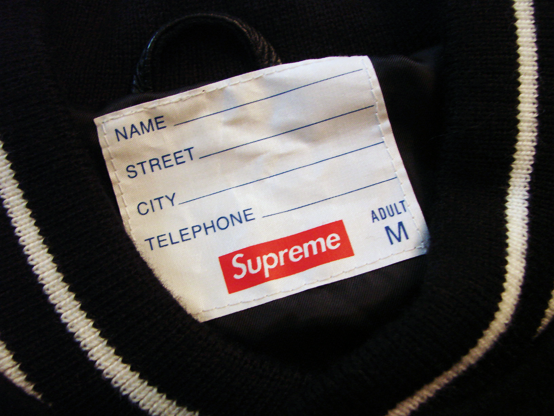 NAME
STREET
CITY
TELEPHONE
Supreme
ADULT
M